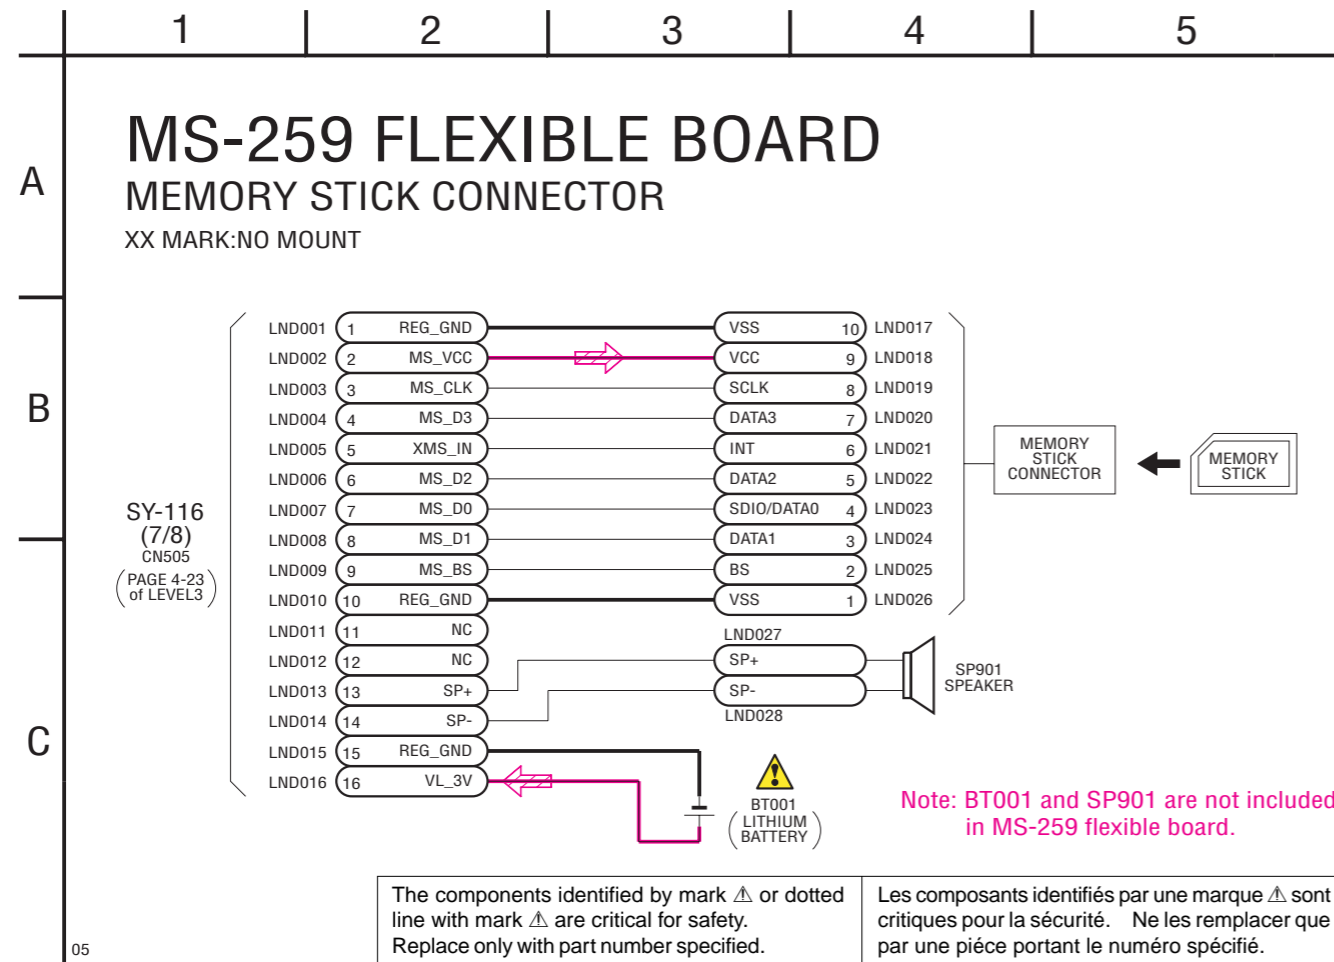 1 2 3 4 5
A
MS-259 FLEXIBLE BOARD
MEMORY STICK CONNECTOR
XX MARK:NO MOUNT
B
LND001 1 REG_GND VSS 10 LND017
LND002 2 MS_VCC VCC 9 LND018
LND003 3 MS_CLK SCLK 8 LND019
LND004 4 MS_D3 DATA3 7 LND020
LND005 5 XMS_IN INT 6 LND021
LND006 6 MS_D2 DATA2 5 LND022
LND007 7 MS_D0 SDIO/DATA0 4 LND023
LND008 8 MS_D1 DATA1 3 LND024
LND009 9 MS_BS BS 2 LND025
LND010 10 REG_GND VSS 1 LND026
LND011 11 NC
LND012 12 NC
LND013 13 SP+
LND014 14 SP-
LND015 15 REG_GND
LND016 16 VL_3V
MEMORY
STICK
CONNECTOR
MEMORY
STICK
SY-116
(7/8)
CN505
(PAGE 4-23
of LEVEL3)
C
LND027
SP+
SP-
LND028
SP901
SPEAKER
BT001
(LITHIUM
BATTERY)
Note: BT001 and SP901 are not included
in MS-259 flexible board.
The components identified by mark ⚠ or dotted
line with mark ⚠ are critical for safety.
Replace only with part number specified.
Les composants identifiés par une marque ⚠ sont
critiques pour la sécurité. Ne les remplacer que
par une piéce portant le numéro spécifié.
05